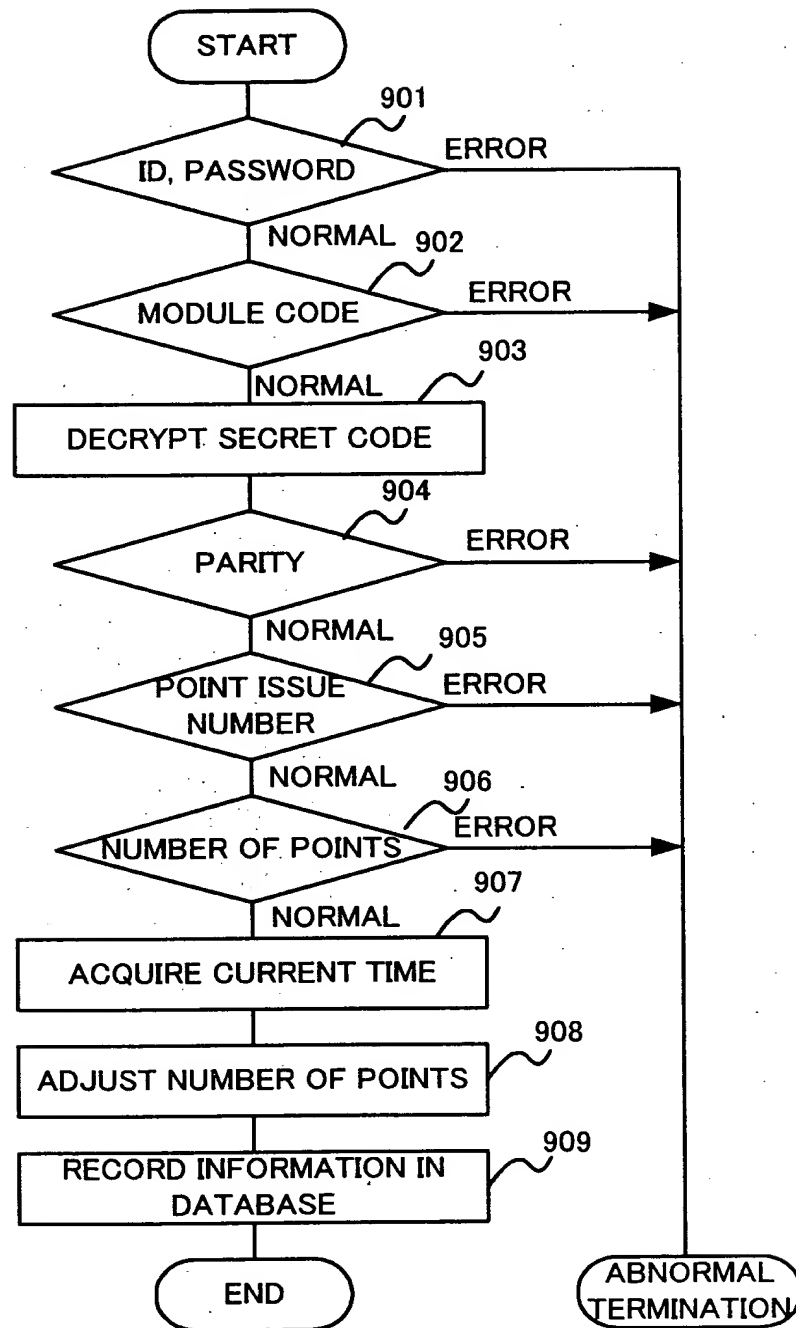 START
901
ID, PASSWORD
ERROR
NORMAL
902
MODULE CODE
ERROR
NORMAL
903
DECRYPT SECRET CODE
904
PARITY
ERROR
NORMAL
905
POINT ISSUE
NUMBER
ERROR
NORMAL
906
NUMBER OF POINTS
ERROR
NORMAL
907
ACQUIRE CURRENT TIME
908
ADJUST NUMBER OF POINTS
909
RECORD INFORMATION IN
DATABASE
END
ABNORMAL
TERMINATION